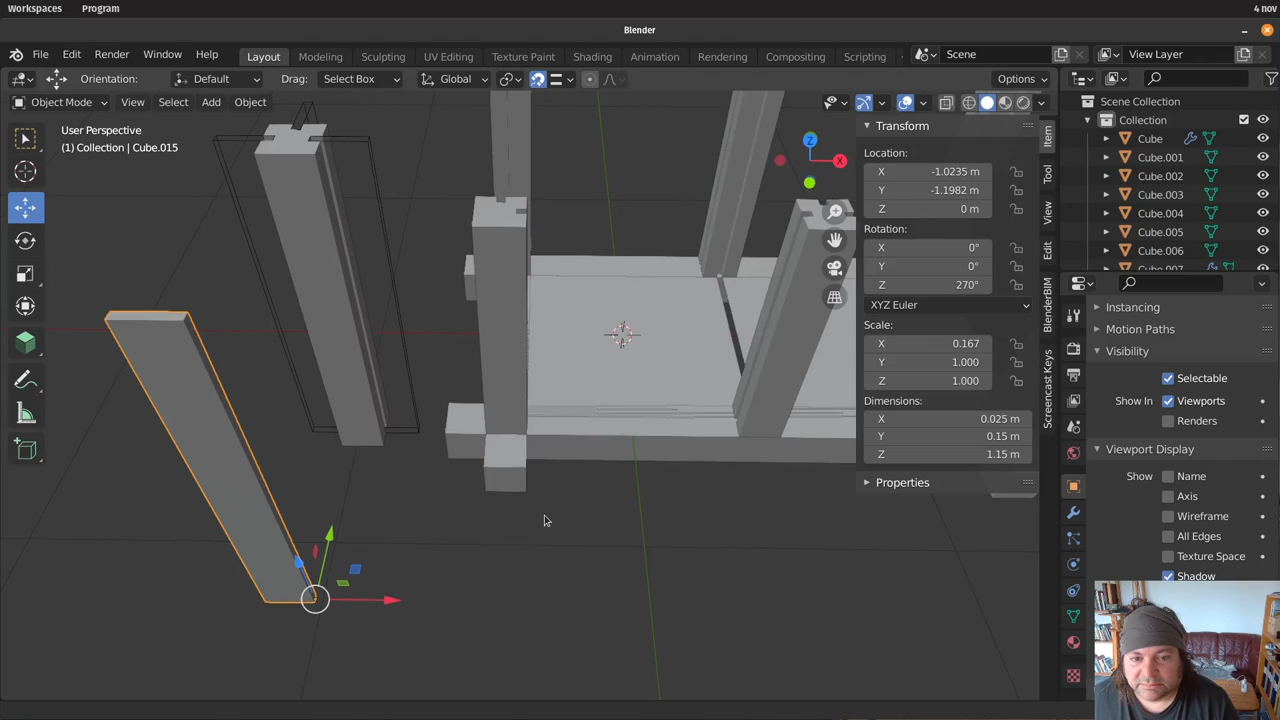 Workspaces Program 4 nov
Blender
File Edit Render Window Help Layout Modeling Sculpting UV Editing Texture Paint Shading Animation Rendering Compositing Scripting Scene View Layer
Orientation: Default Drag: Select Box Global Options
Object Mode View Select Add Object
User Perspective
(1) Collection | Cube.015
Z
X
Transform
Location:
X -1.0235 m
Y -1.1982 m
Z 0 m
Rotation:
X 0°
Y 0°
Z 270°
XYZ Euler
Scale:
X 0.167
Y 1.000
Z 1.000
Dimensions:
X 0.025 m
Y 0.15 m
Z 1.15 m
Properties
Item
Tool
View
Edit
BlenderBIM
Screencast Keys
Scene Collection
Collection
Cube
Cube.001
Cube.002
Cube.003
Cube.004
Cube.005
Cube.006
Cube.007
Instancing
Motion Paths
Visibility
Selectable
Show In Viewports
Renders
Viewport Display
Show Name
Axis
Wireframe
All Edges
Texture Space
Shadow